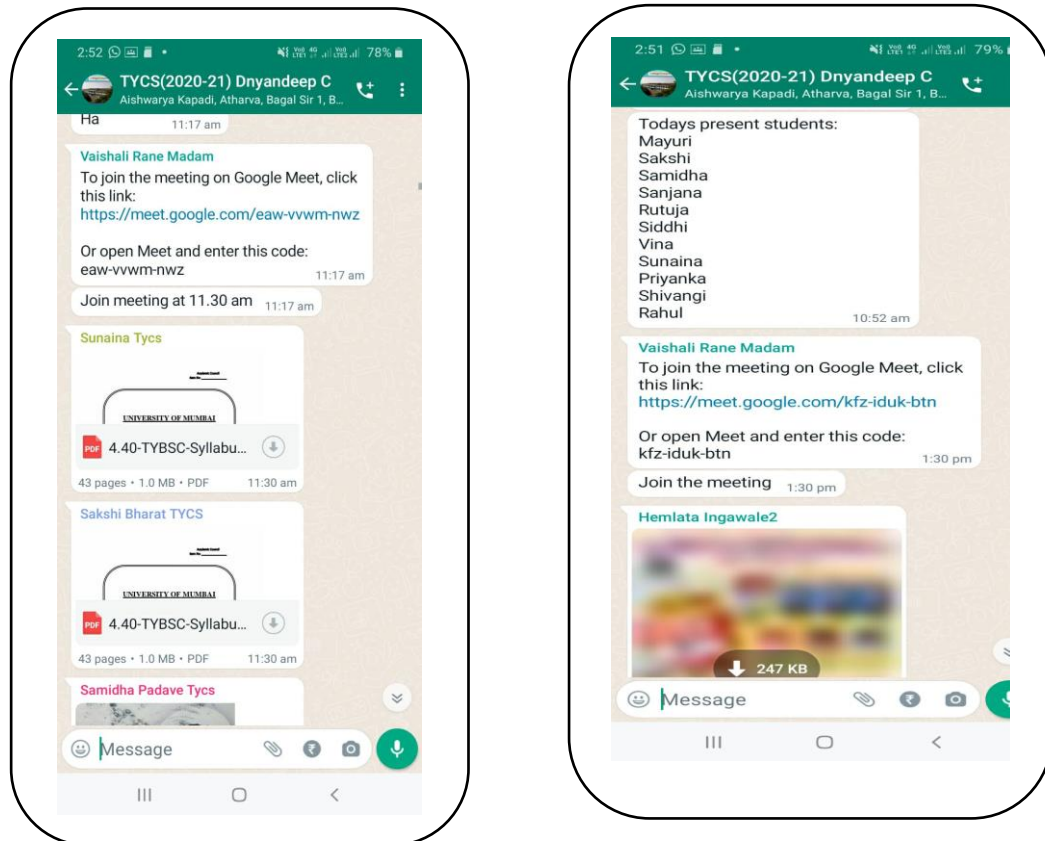 2:52 78%
TYCS(2020-21) Dnyandeep C
Aishwarya Kapadi, Atharva, Bagal Sir 1, B...
Ha
11:17 am
Vaishali Rane Madam
To join the meeting on Google Meet, click
this link:
https://meet.google.com/eaw-vvwm-nwz
Or open Meet and enter this code:
eaw-vvwm-nwz
11:17 am
Join meeting at 11.30 am 11:17 am
Sunaina Tycs
UNIVERSITY OF MUMBAI
PDF 4.40-TYBSC-Syllabu...
43 pages • 1.0 MB • PDF 11:30 am
Sakshi Bharat TYCS
UNIVERSITY OF MUMBAI
PDF 4.40-TYBSC-Syllabu...
43 pages • 1.0 MB • PDF 11:30 am
Samidha Padave Tycs
Message
2:51 79%
TYCS(2020-21) Dnyandeep C
Aishwarya Kapadi, Atharva, Bagal Sir 1, B...
Todays present students:
Mayuri
Sakshi
Samidha
Sanjana
Rutuja
Siddhi
Vina
Sunaina
Priyanka
Shivangi
Rahul
10:52 am
Vaishali Rane Madam
To join the meeting on Google Meet, click
this link:
https://meet.google.com/kfz-iduk-btn
Or open Meet and enter this code:
kfz-iduk-btn
1:30 pm
Join the meeting 1:30 pm
Hemlata Ingawale2
247 KB
Message